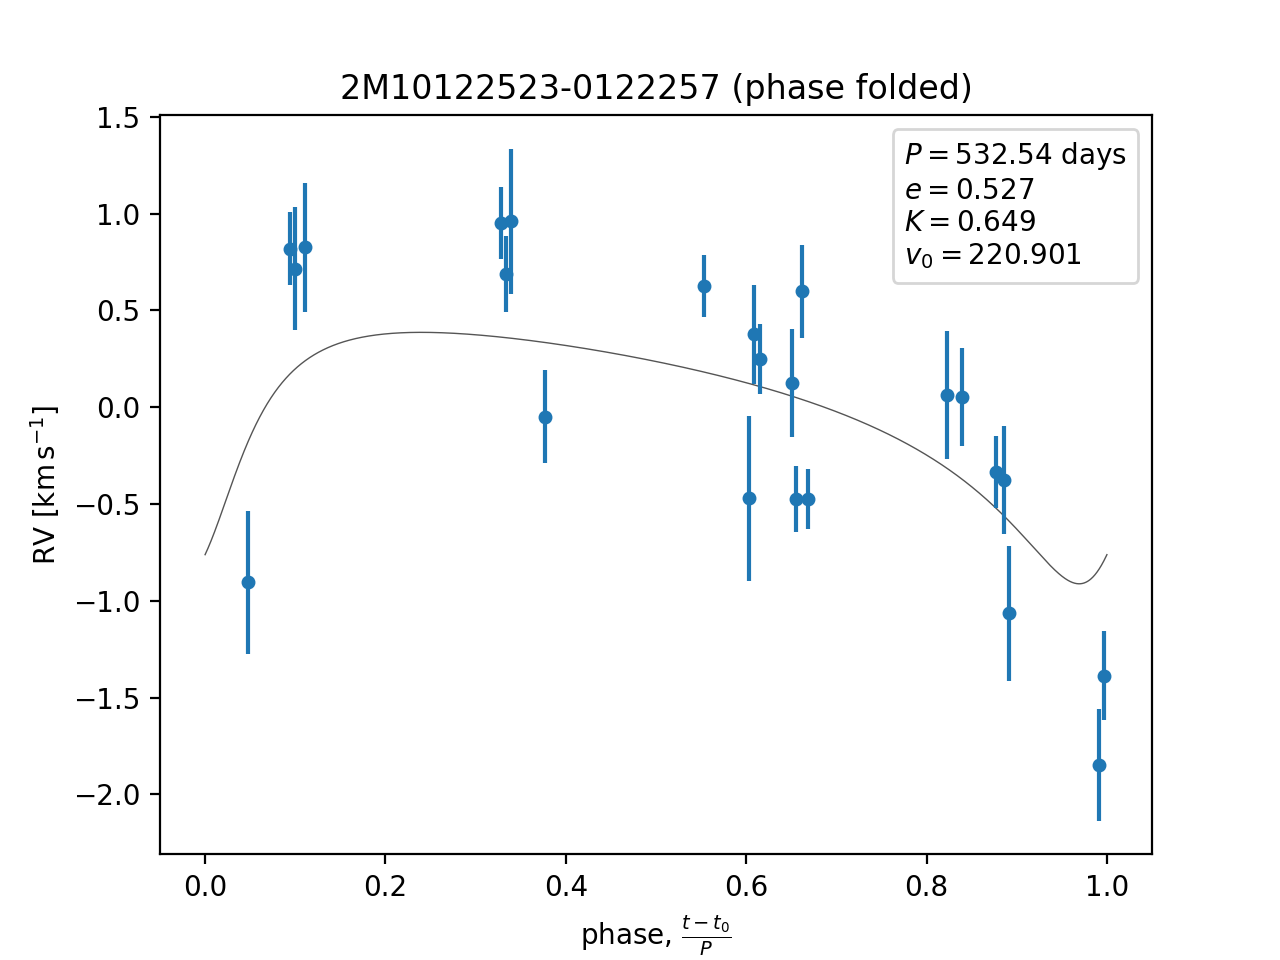 2M10122523-0122257 (phase folded)
P = 532.54 days
e = 0.527
K = 0.649
v₀ = 220.901
RV [km s⁻¹]
1.5
1.0
0.5
0.0
−0.5
−1.0
−1.5
−2.0
0.0 0.2 0.4 0.6 0.8 1.0
phase, (t − t₀)/P